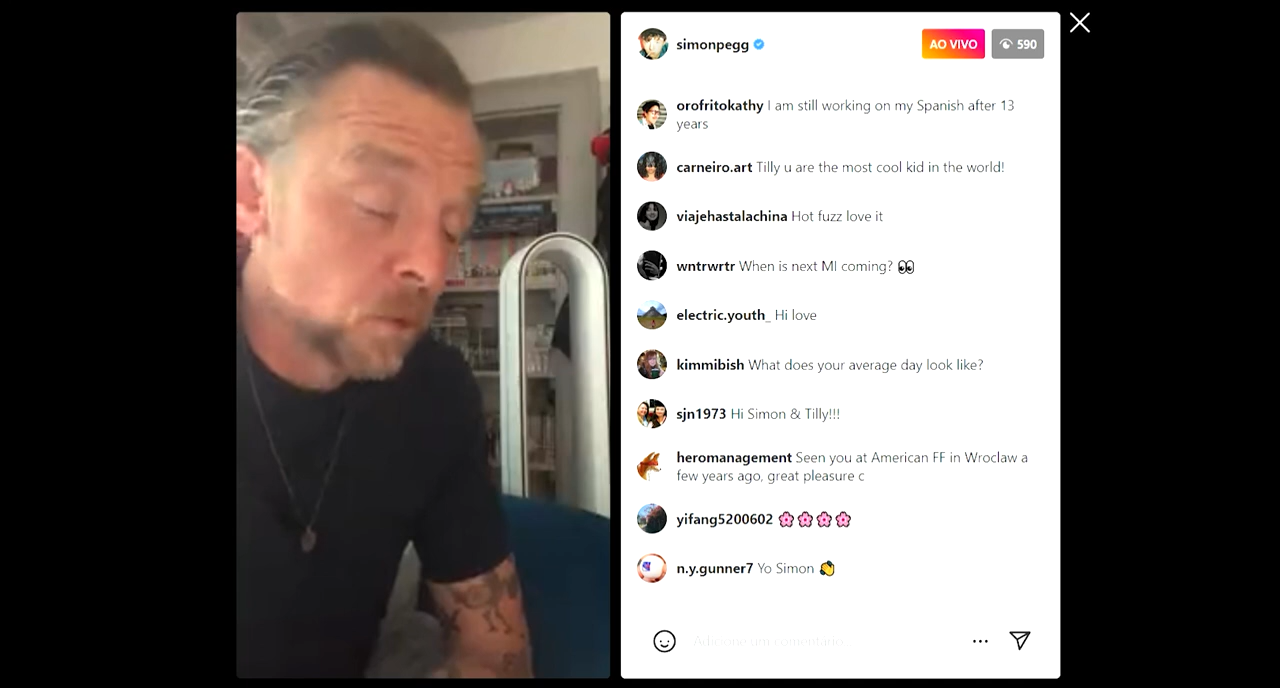 simonpegg
AO VIVO
590
orofritokathy I am still working on my Spanish after 13
years
carneiro.art Tilly u are the most cool kid in the world!
viajehastalachina Hot fuzz love it
wntrwrtr When is next MI coming? 👀
electric.youth_ Hi love
kimmibish What does your average day look like?
sjn1973 Hi Simon & Tilly!!!
heromanagement Seen you at American FF in Wroclaw a
few years ago, great pleasure c
yifang5200602 🌸🌸🌸🌸
n.y.gunner7 Yo Simon 👏
Adicione um comentário...